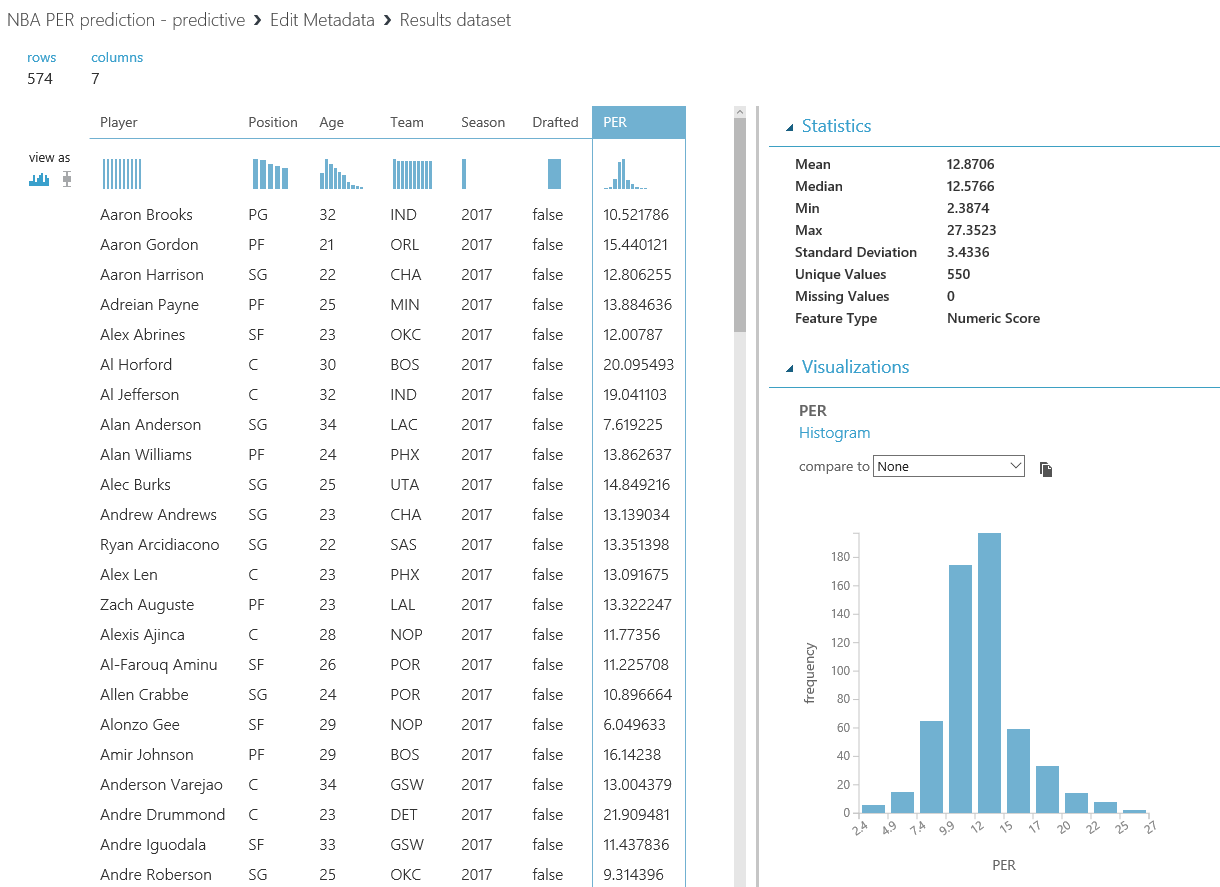 NBA PER prediction - predictive › Edit Metadata › Results dataset
rows columns
574 7
Player Position Age Team Season Drafted PER
view as
Aaron Brooks PG 32 IND 2017 false 10.521786
Aaron Gordon PF 21 ORL 2017 false 15.440121
Aaron Harrison SG 22 CHA 2017 false 12.806255
Adreian Payne PF 25 MIN 2017 false 13.884636
Alex Abrines SF 23 OKC 2017 false 12.00787
Al Horford C 30 BOS 2017 false 20.095493
Al Jefferson C 32 IND 2017 false 19.041103
Alan Anderson SG 34 LAC 2017 false 7.619225
Alan Williams PF 24 PHX 2017 false 13.862637
Alec Burks SG 25 UTA 2017 false 14.849216
Andrew Andrews SG 23 CHA 2017 false 13.139034
Ryan Arcidiacono SG 22 SAS 2017 false 13.351398
Alex Len C 23 PHX 2017 false 13.091675
Zach Auguste PF 23 LAL 2017 false 13.322247
Alexis Ajinca C 28 NOP 2017 false 11.77356
Al-Farouq Aminu SF 26 POR 2017 false 11.225708
Allen Crabbe SG 24 POR 2017 false 10.896664
Alonzo Gee SF 29 NOP 2017 false 6.049633
Amir Johnson PF 29 BOS 2017 false 16.14238
Anderson Varejao C 34 GSW 2017 false 13.004379
Andre Drummond C 23 DET 2017 false 21.909481
Andre Iguodala SF 33 GSW 2017 false 11.437836
Andre Roberson SG 25 OKC 2017 false 9.314396
Statistics
Mean 12.8706
Median 12.5766
Min 2.3874
Max 27.3523
Standard Deviation 3.4336
Unique Values 550
Missing Values 0
Feature Type Numeric Score
Visualizations
PER
Histogram
compare to None
frequency
180
160
140
120
100
80
60
40
20
0
2.4 4.9 7.4 9.9 12 15 17 20 22 25 27
PER